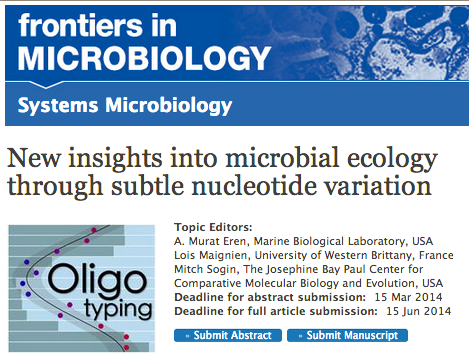 frontiers in
MICROBIOLOGY
Systems Microbiology
New insights into microbial ecology
through subtle nucleotide variation
Oligo
typing
Topic Editors:
A. Murat Eren, Marine Biological Laboratory, USA
Lois Maignien, University of Western Brittany, France
Mitch Sogin, The Josephine Bay Paul Center for
Comparative Molecular Biology and Evolution, USA
Deadline for abstract submission: 15 Mar 2014
Deadline for full article submission: 15 Jun 2014
» Submit Abstract
» Submit Manuscript